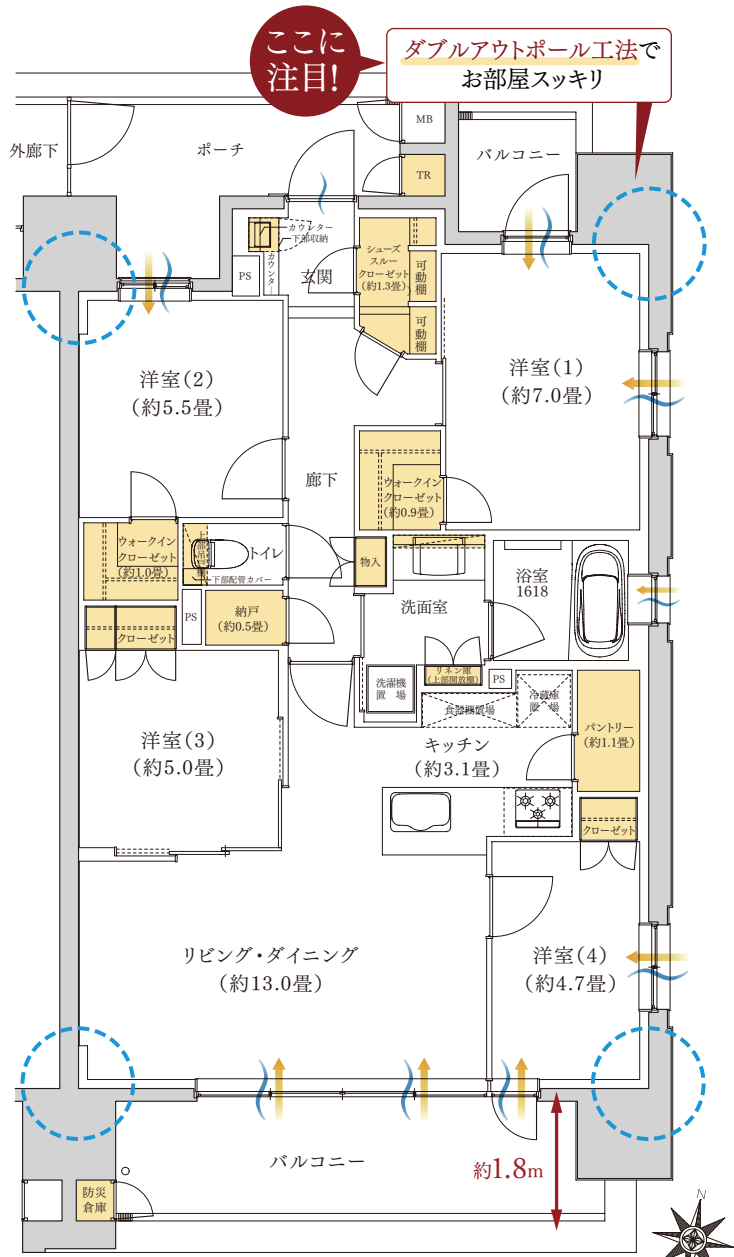 ここに
注目!
ダブルアウトポール工法で
お部屋スッキリ
外廊下
ポーチ
MB
TR
バルコニー
カウンター
下部収納
カウンター
PS
玄関
シューズ
スルー
クローゼット
(約1.3畳)
可動棚
可動棚
洋室(1)
(約7.0畳)
洋室(2)
(約5.5畳)
廊下
ウォークイン
クローゼット
(約0.9畳)
ウォークイン
クローゼット
(約1.0畳)
上部吊戸棚
トイレ
下部配管カバー
物入
洗面室
浴室
1618
PS
納戸
(約0.5畳)
クローゼット
リネン庫
(上部開放棚)
PS
洗濯機
置場
食器棚置場
冷蔵庫
置場
パントリー
(約1.1畳)
洋室(3)
(約5.0畳)
キッチン
(約3.1畳)
クローゼット
リビング・ダイニング
(約13.0畳)
洋室(4)
(約4.7畳)
バルコニー
約1.8m
防災
倉庫
N